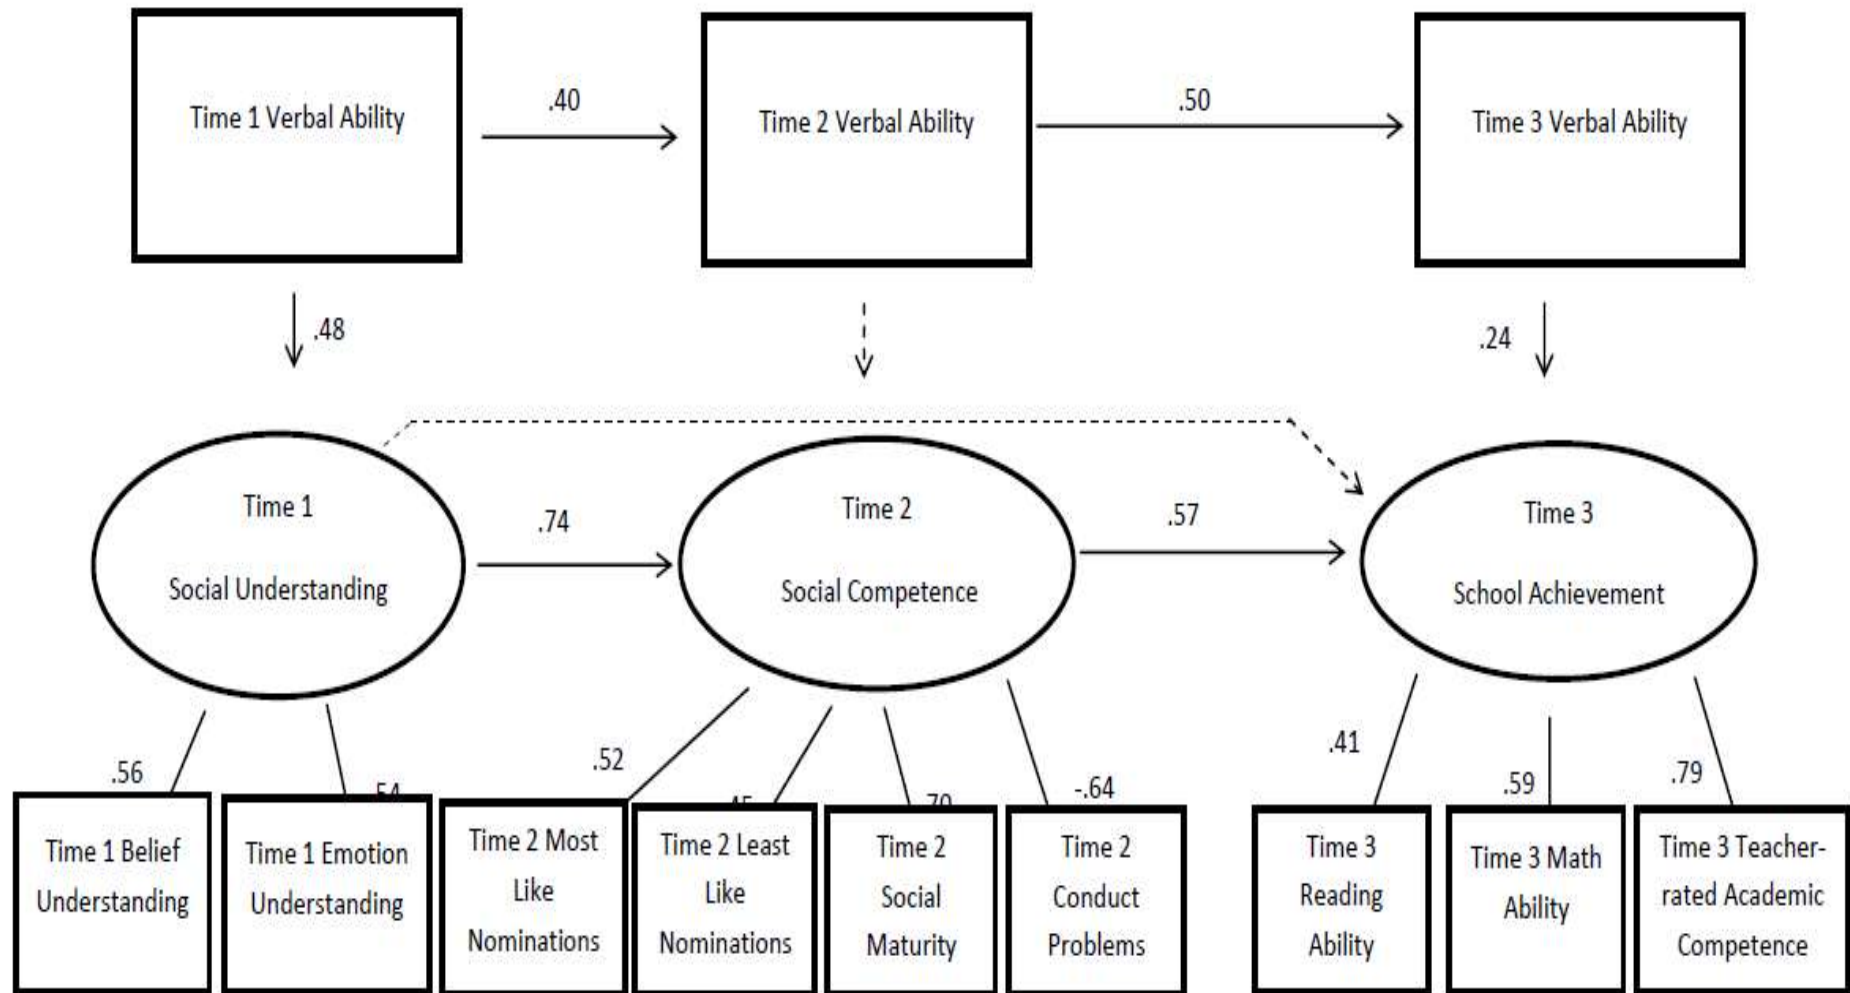 Time 1 Verbal Ability
.40
Time 2 Verbal Ability
.50
Time 3 Verbal Ability
.48
.24
Time 1
Social Understanding
.74
Time 2
Social Competence
.57
Time 3
School Achievement
.56
.52
-.64
.41
.59
.79
Time 1 Belief
Understanding
Time 1 Emotion
Understanding
Time 2 Most
Like
Nominations
Time 2 Least
Like
Nominations
Time 2
Social
Maturity
Time 2
Conduct
Problems
Time 3
Reading
Ability
Time 3 Math
Ability
Time 3 Teacher-
rated Academic
Competence